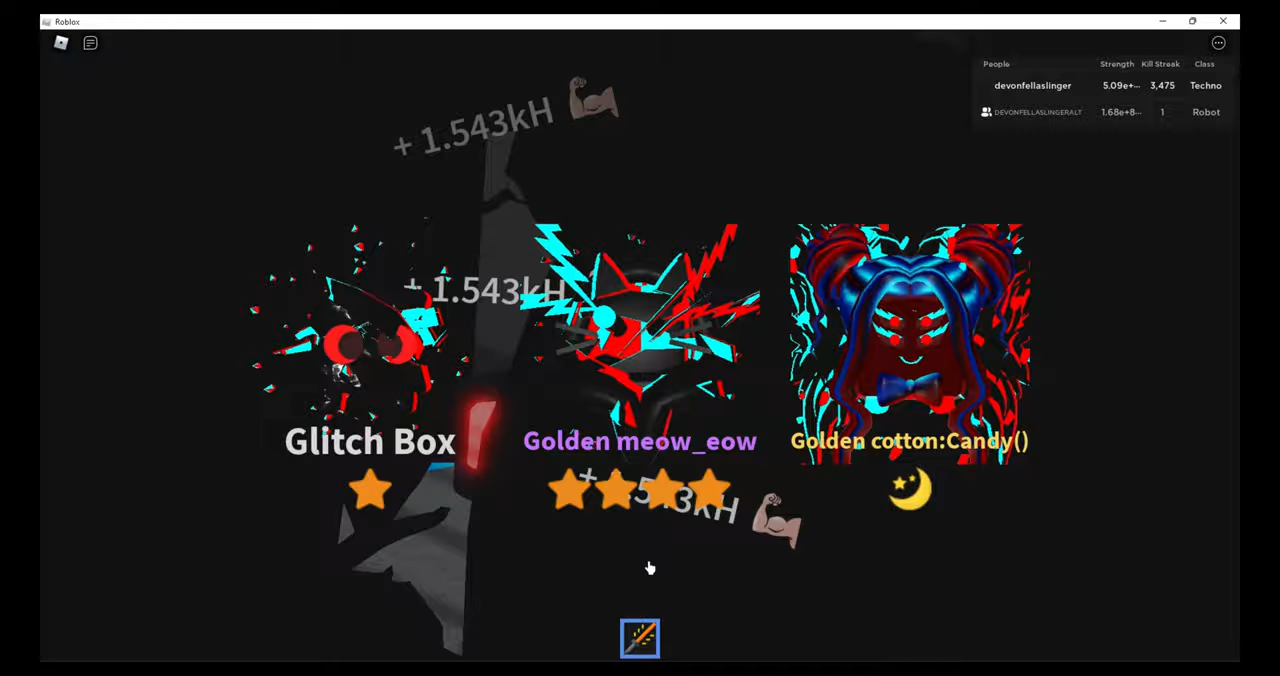 Roblox
People Strength Kill Streak Class
devonfellaslinger 5.09e+... 3,475 Techno
DEVONFELLASLINGERALT 1.68e+8... 1 Robot
+ 1.543kH
+ 1.543kH
Glitch Box
Golden meow_eow
Golden cotton:Candy()